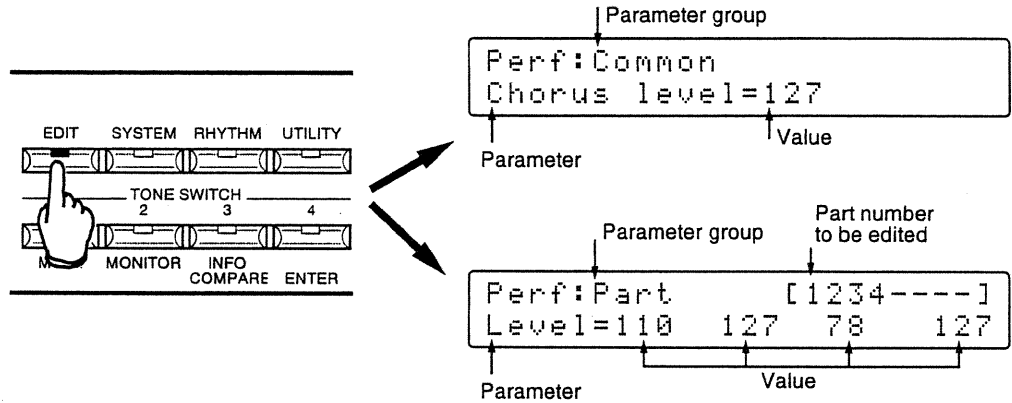 EDIT SYSTEM RHYTHM UTILITY
TONE SWITCH
2 3 4
MONITOR INFO ENTER
COMPARE
Parameter group
Perf:Common
Chorus level=127
Parameter
Value
Parameter group
Part number
to be edited
Perf:Part [1234----]
Level=110 127 78 127
Parameter
Value